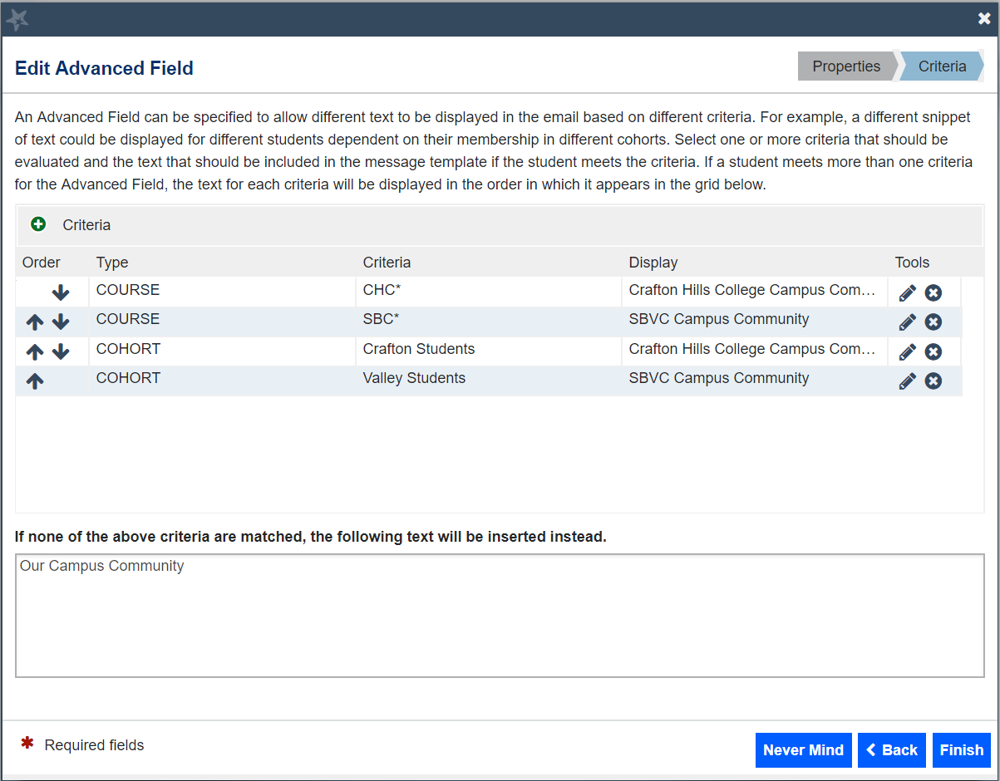 Edit Advanced Field
Properties
Criteria
An Advanced Field can be specified to allow different text to be displayed in the email based on different criteria. For example, a different snippet
of text could be displayed for different students dependent on their membership in different cohorts. Select one or more criteria that should be
evaluated and the text that should be included in the message template if the student meets the criteria. If a student meets more than one criteria
for the Advanced Field, the text for each criteria will be displayed in the order in which it appears in the grid below.
Criteria
Order Type Criteria Display Tools
COURSE CHC* Crafton Hills College Campus Com...
COURSE SBC* SBVC Campus Community
COHORT Crafton Students Crafton Hills College Campus Com...
COHORT Valley Students SBVC Campus Community
If none of the above criteria are matched, the following text will be inserted instead.
Our Campus Community
* Required fields
Never Mind
Back
Finish